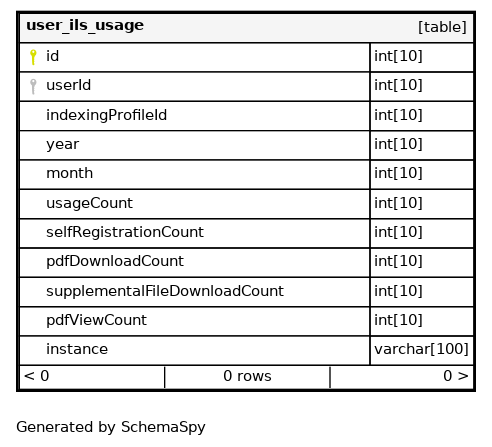 user_ils_usage [table]
id int[10]
userId int[10]
indexingProfileId int[10]
year int[10]
month int[10]
usageCount int[10]
selfRegistrationCount int[10]
pdfDownloadCount int[10]
supplementalFileDownloadCount int[10]
pdfViewCount int[10]
instance varchar[100]
< 0 0 rows 0 >
Generated by SchemaSpy